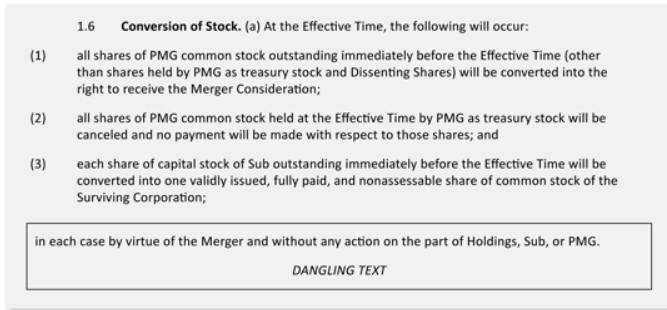 1.6 Conversion of Stock. (a) At the Effective Time, the following will occur:
(1) all shares of PMG common stock outstanding immediately before the Effective Time (other
than shares held by PMG as treasury stock and Dissenting Shares) will be converted into the
right to receive the Merger Consideration;
(2) all shares of PMG common stock held at the Effective Time by PMG as treasury stock will be
canceled and no payment will be made with respect to those shares; and
(3) each share of capital stock of Sub outstanding immediately before the Effective Time will be
converted into one validly issued, fully paid, and nonassessable share of common stock of the
Surviving Corporation;
in each case by virtue of the Merger and without any action on the part of Holdings, Sub, or PMG.
DANGLING TEXT